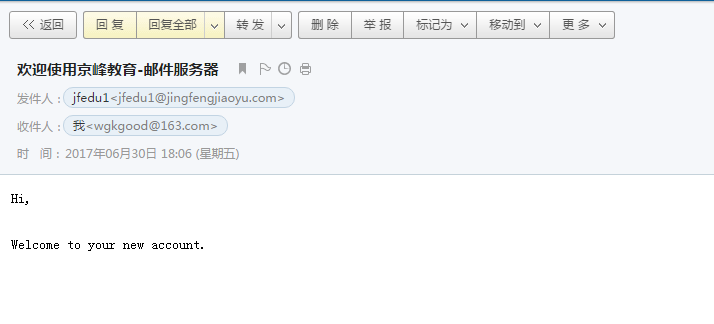 返回 回 复 回复全部 转 发 删 除 举 报 标记为 移动到 更 多
欢迎使用京峰教育-邮件服务器
发件人：jfedu1<jfedu1@jingfengjiaoyu.com>
收件人：我<wgkgood@163.com>
时 间：2017年06月30日 18:06 (星期五)
Hi,
Welcome to your new account.